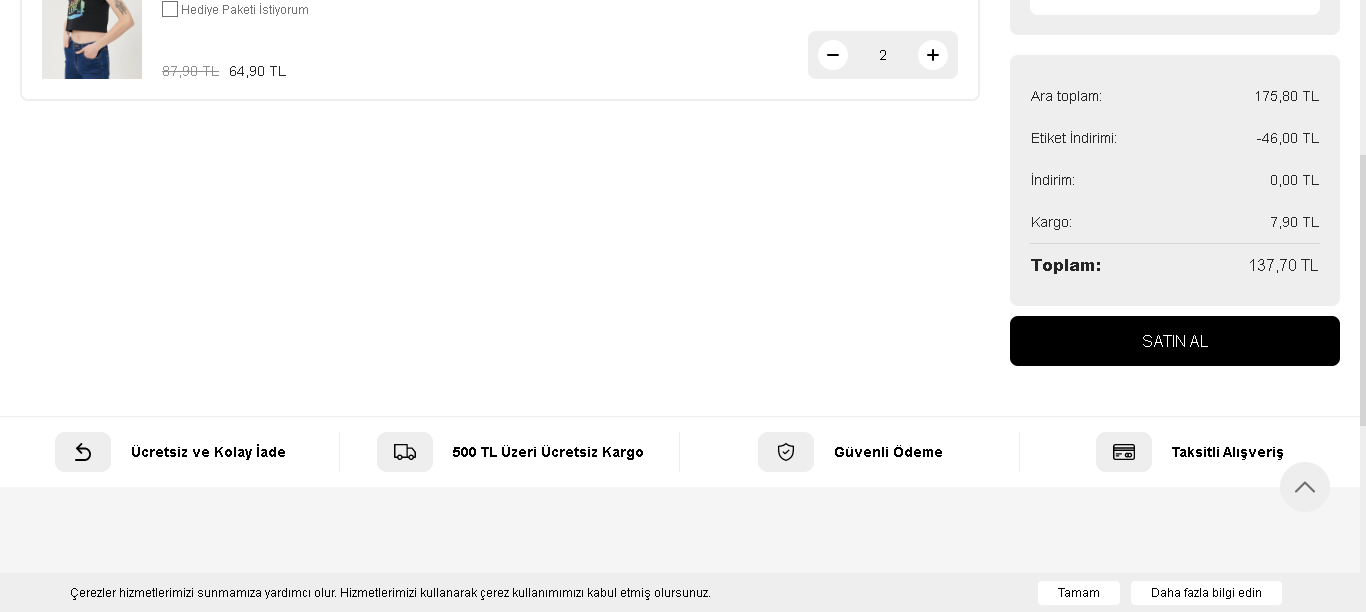 Hediye Paketi İstiyorum
87,90 TL 64,90 TL
2
Ara toplam: 175,80 TL
Etiket İndirimi: -46,00 TL
İndirim: 0,00 TL
Kargo: 7,90 TL
Toplam: 137,70 TL
SATIN AL
Ücretsiz ve Kolay İade
500 TL Üzeri Ücretsiz Kargo
Güvenli Ödeme
Taksitli Alışveriş
Çerezler hizmetlerimizi sunmamıza yardımcı olur. Hizmetlerimizi kullanarak çerez kullanımımızı kabul etmiş olursunuz.
Tamam
Daha fazla bilgi edin